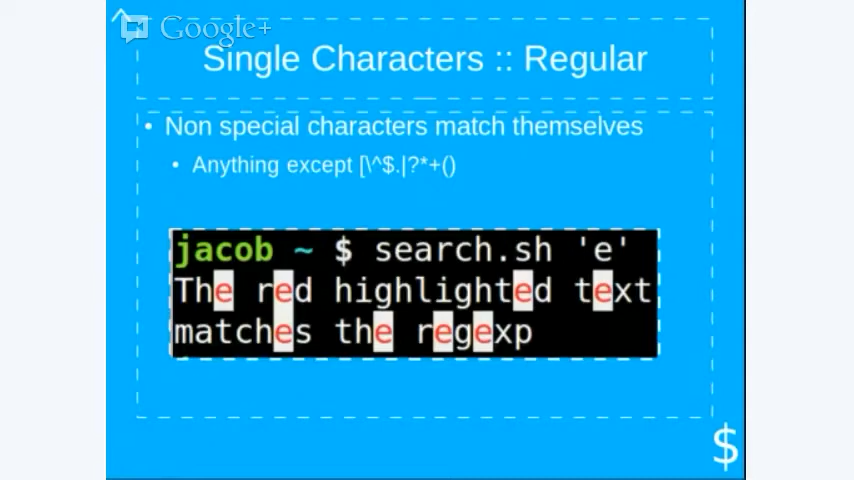 ^
Google+
Single Characters :: Regular
• Non special characters match themselves
• Anything except [\^$.|?*+()
jacob ~ $ search.sh 'e'
The red highlighted text
matches the regexp
$